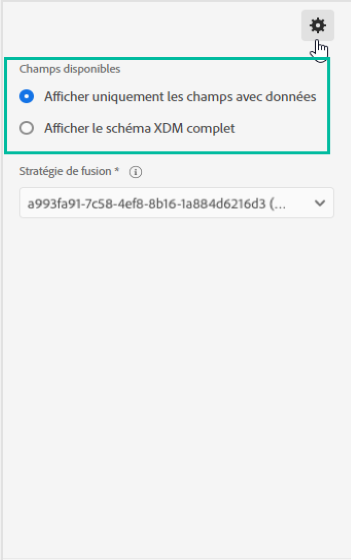 Champs disponibles
Afficher uniquement les champs avec données
Afficher le schéma XDM complet
Stratégie de fusion *
a993fa91-7c58-4ef8-8b16-1a884d6216d3 (...